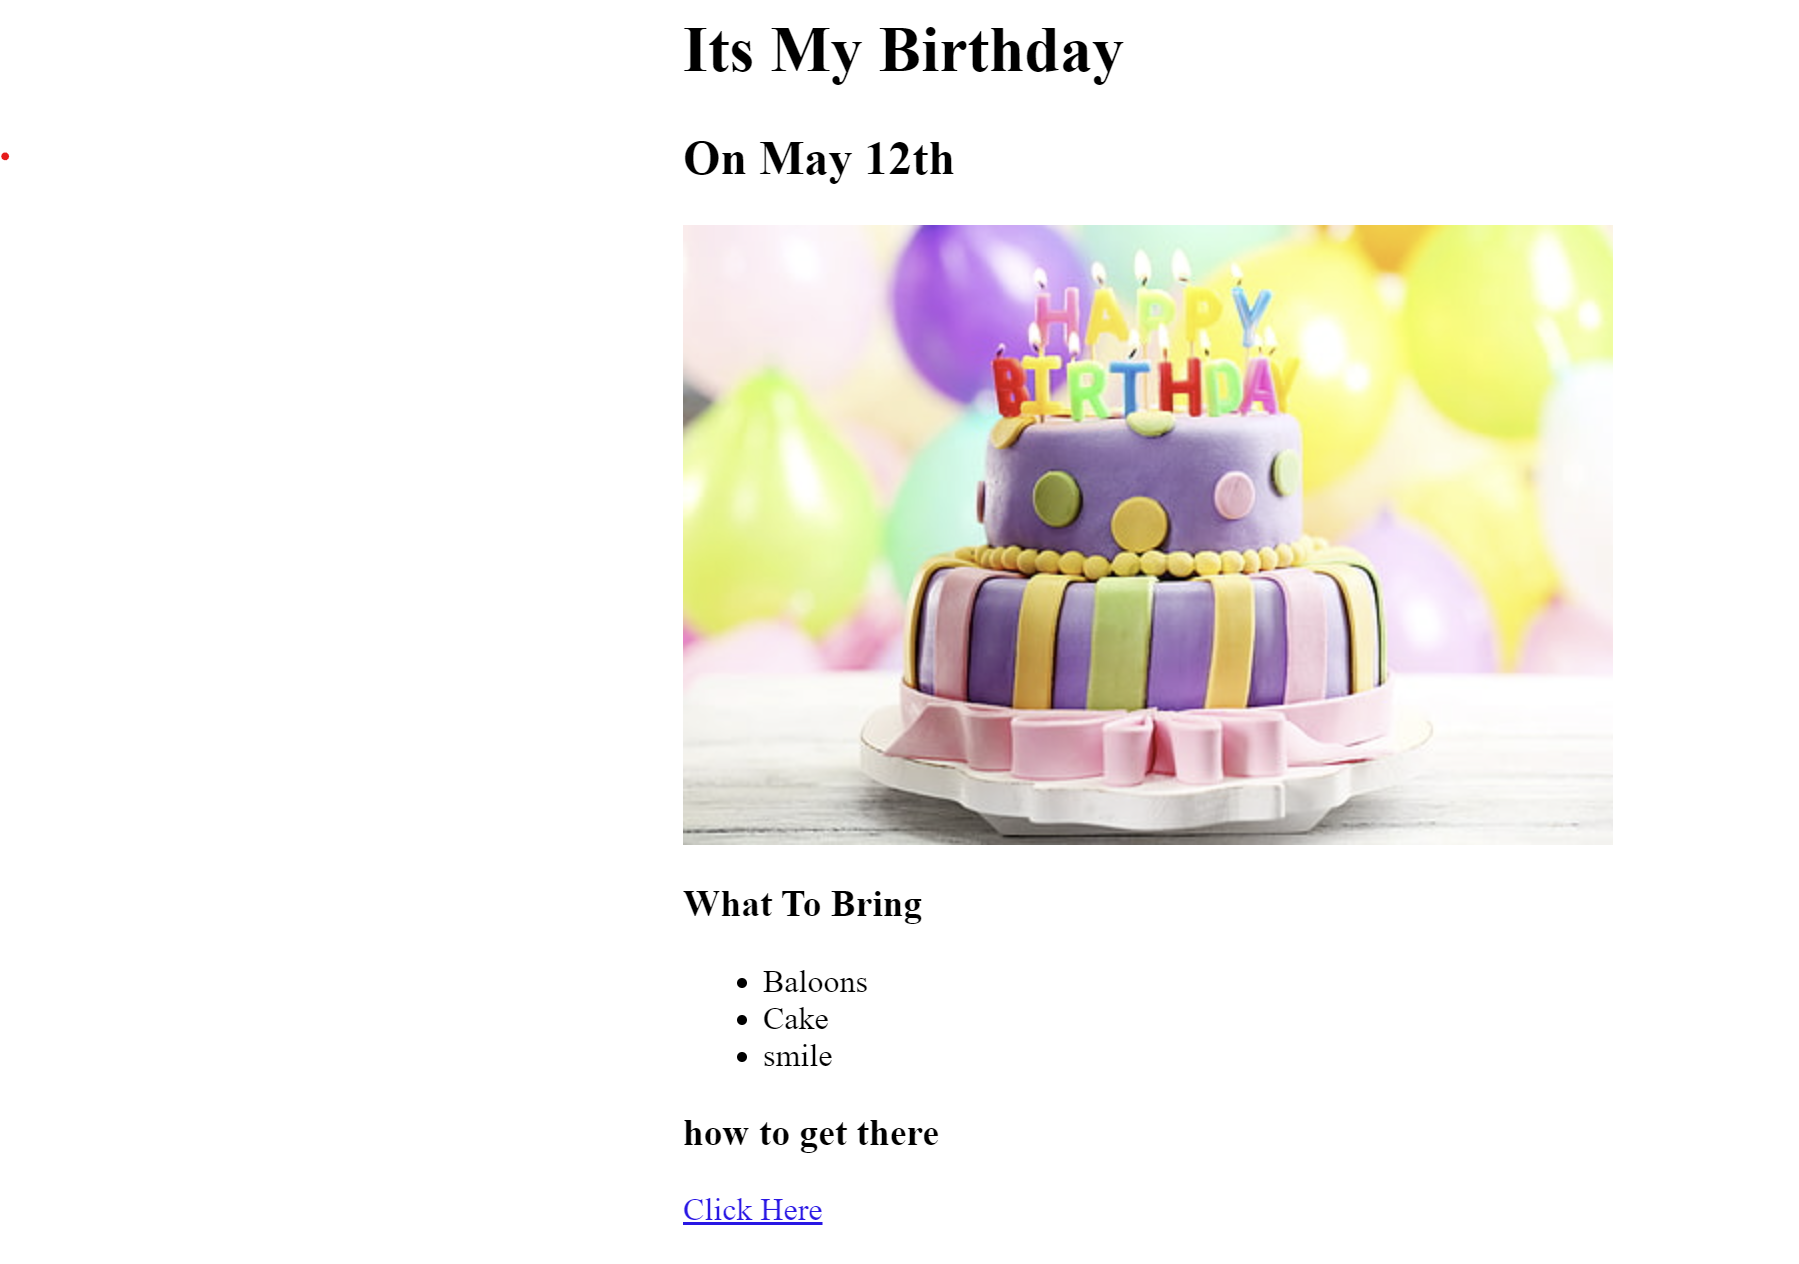 Its My Birthday
On May 12th
HAPPY
BIRTHDAY
What To Bring
Baloons
Cake
smile
how to get there
Click Here